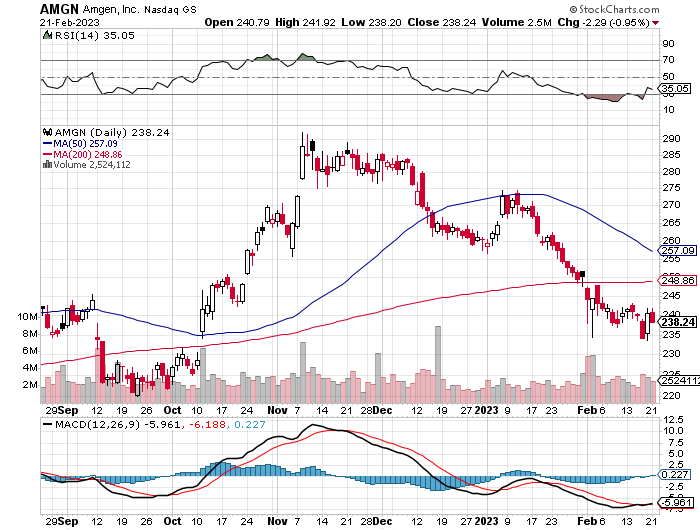 AMGN Amgen, Inc. Nasdaq GS © StockCharts.com
21-Feb-2023 Open 240.79 High 241.92 Low 238.20 Close 238.24 Volume 2.5M Chg -2.29 (-0.95%)
RSI(14) 35.05
90
70
50
35.05
30
10
AMGN (Daily) 238.24
MA(50) 257.09
MA(200) 248.86
Volume 2,524,112
290
285
280
275
270
265
260
257.09
255
248.86
245
240
238.24
235
230
225
2524112
220
10M
8M
6M
4M
2M
29 Sep 12 19 26 Oct 10 17 24 Nov 7 14 21 Dec 12 19 27 2023 9 17 23 Feb 6 13 21
MACD(12,26,9) -5.961, -6.188, 0.227
12.5
10.0
7.5
5.0
2.5
0.227
-2.5
-5.961
29 Sep 12 19 26 Oct 10 17 24 Nov 7 14 21 Dec 12 19 27 2023 9 17 23 Feb 6 13 21